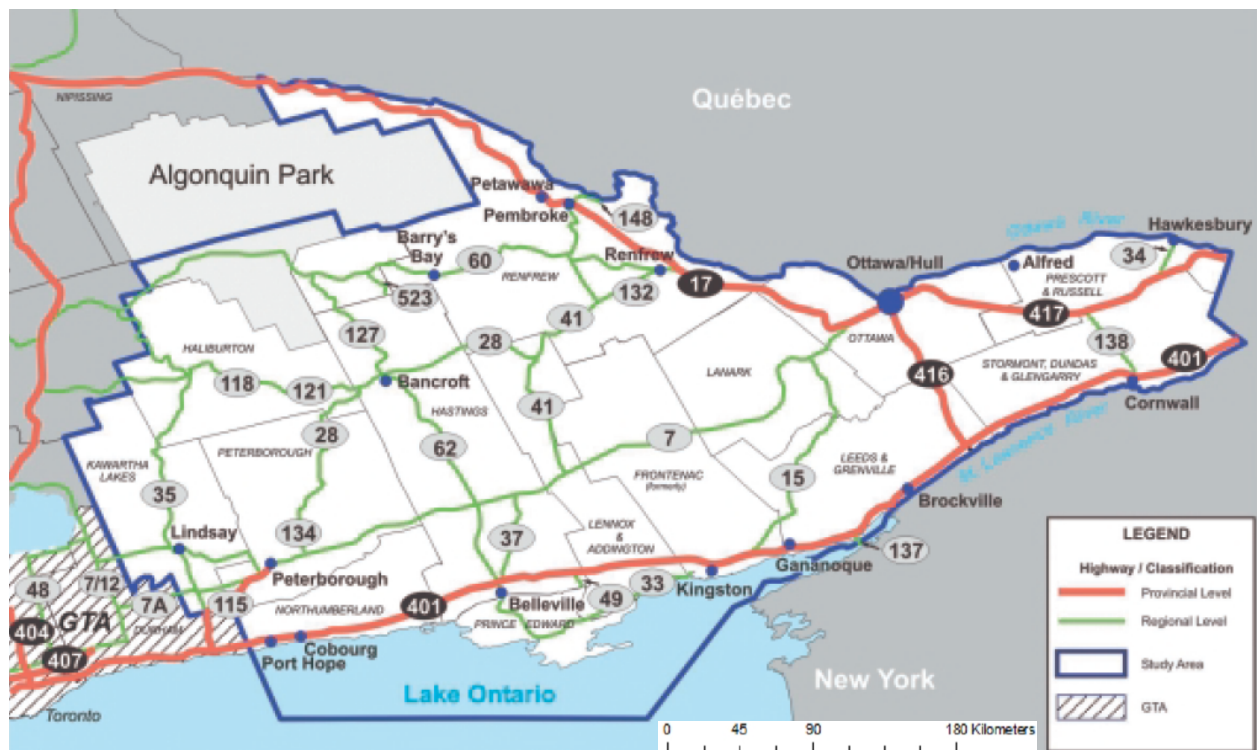 Québec
NIPISSING
Algonquin Park
Petawawa
Pembroke
148
Barry's
Bay
60
RENFREW
Renfrew
523
132
17
Ottawa/Hull
Ottawa River
Hawkesbury
34
Alfred
PRESCOTT
& RUSSELL
417
127
28
41
HALIBURTON
118
121
Bancroft
LANARK
OTTAWA
416
138
401
STORMONT, DUNDAS
& GLENGARRY
Cornwall
St. Lawrence River
HASTINGS
41
28
PETERBOROUGH
62
7
KAWARTHA
LAKES
35
FRONTENAC
(formerly)
15
LEEDS &
GRENVILLE
Brockville
Lindsay
134
37
LENNOX
&
ADDINGTON
137
Gananoque
48
7/12
7A
115
Peterborough
NORTHUMBERLAND
401
Belleville
49
33
Kingston
404
GTA
DURHAM
407
PRINCE EDWARD
Cobourg
Port Hope
Toronto
Lake Ontario
New York
0 45 90 180 Kilometers
LEGEND
Highway / Classification
Provincial Level
Regional Level
Study Area
GTA